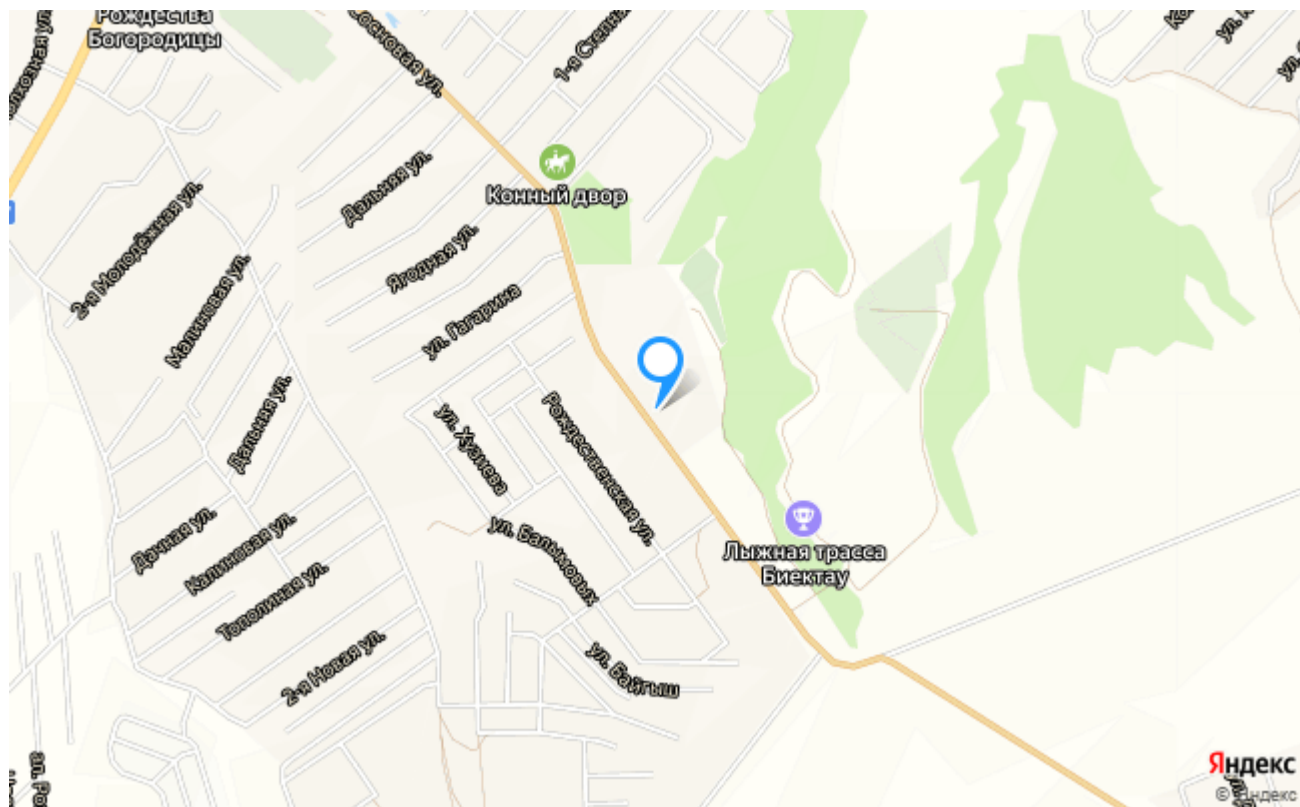 Рождества
Богородицы
Сосновая ул.
1-я Степна
Конный двор
Дальняя ул.
2-я Молодёжная ул.
Ягодная ул.
Малиновая ул.
ул. Гагарина
Дальняя ул.
ул. Хузиева
Рождественская ул.
Дачная ул.
Калиновая ул.
ул. Балымовых
Лыжная трасса
Биектау
Тополиная ул.
2-я Новая ул.
ул. Байгыш
Яндекс
© Яндекс